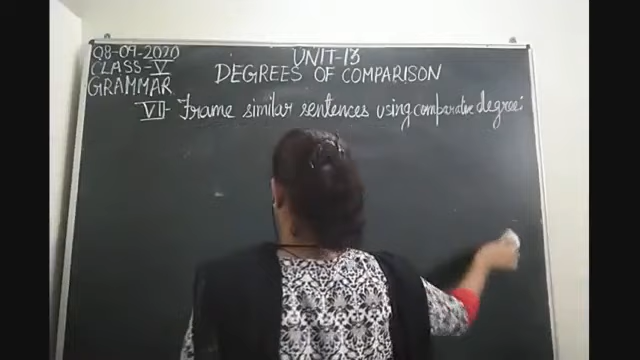 08-09-2020
CLASS-V
GRAMMAR
UNIT-13
DEGREES OF COMPARISON
VI- Frame similar sentences using comparative degree: